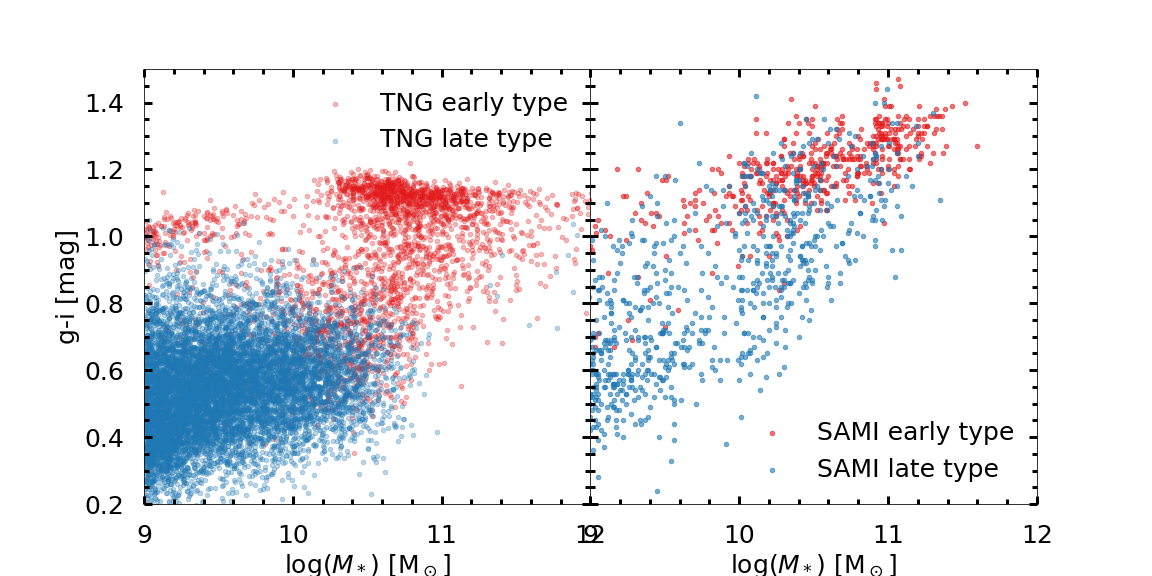 g-i [mag]
1.4
1.2
1.0
0.8
0.6
0.4
0.2
TNG early type
TNG late type
9
10
11
12
log(M*) [M⊙]
SAMI early type
SAMI late type
9
10
11
12
log(M*) [M⊙]